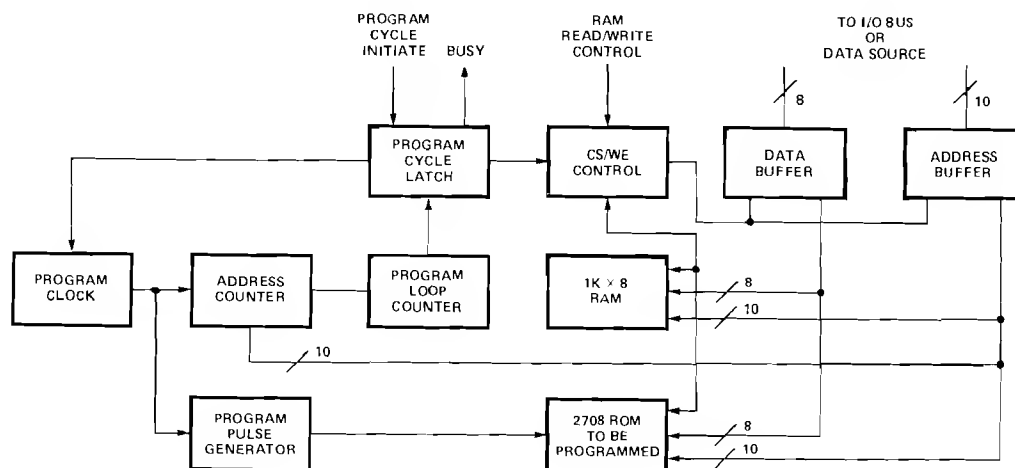 PROGRAM
CYCLE
INITIATE
BUSY
RAM
READ/WRITE
CONTROL
TO I/O 8US
OR
DATA SOURCE
8
10
PROGRAM
CYCLE
LATCH
CS/WE
CONTROL
DATA
BUFFER
ADDRESS
BUFFER
PROGRAM
CLOCK
ADDRESS
COUNTER
PROGRAM
LOOP
COUNTER
1K × 8
RAM
8
10
10
PROGRAM
PULSE
GENERATOR
2708 ROM
TO BE
PROGRAMMED
8
10